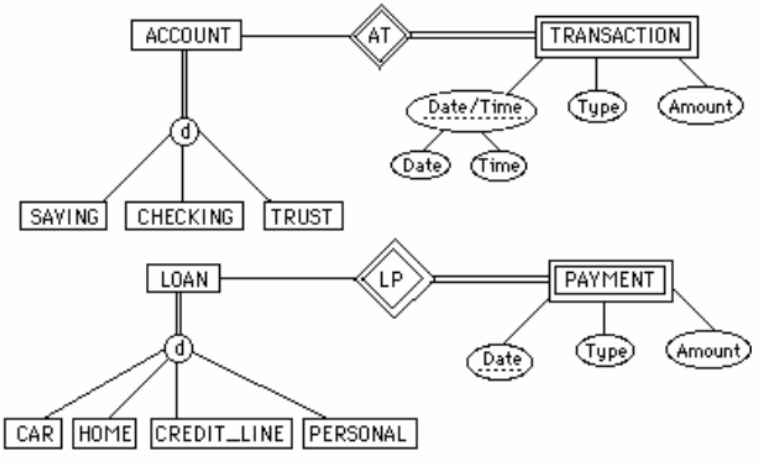 ACCOUNT AT TRANSACTION
Date/Time Type Amount
Date Time
d
SAVING CHECKING TRUST
LOAN LP PAYMENT
d
Date Type Amount
CAR HOME CREDIT_LINE PERSONAL